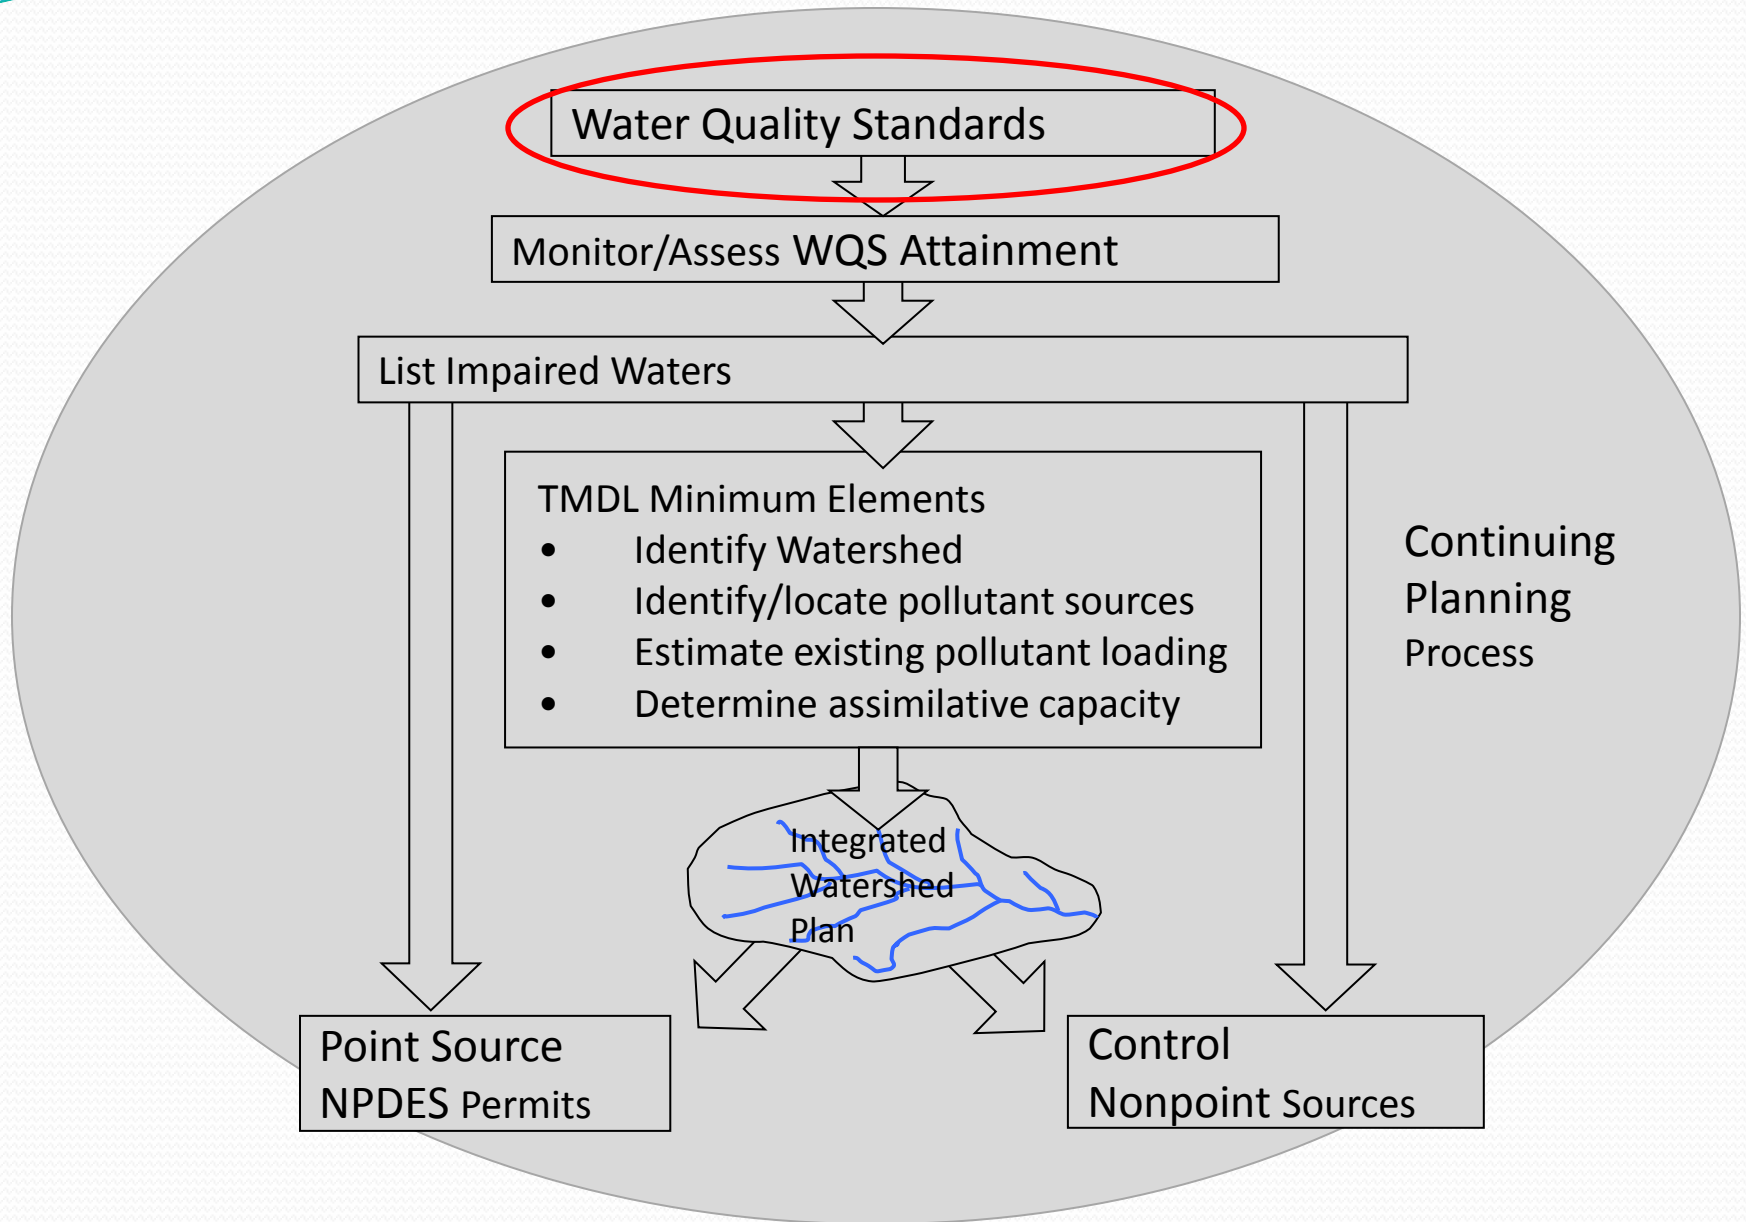 Water Quality Standards
Monitor/Assess WQS Attainment
List Impaired Waters
TMDL Minimum Elements
• Identify Watershed
• Identify/locate pollutant sources
• Estimate existing pollutant loading
• Determine assimilative capacity
Continuing
Planning
Process
Integrated
Watershed
Plan
Point Source
NPDES Permits
Control
Nonpoint Sources